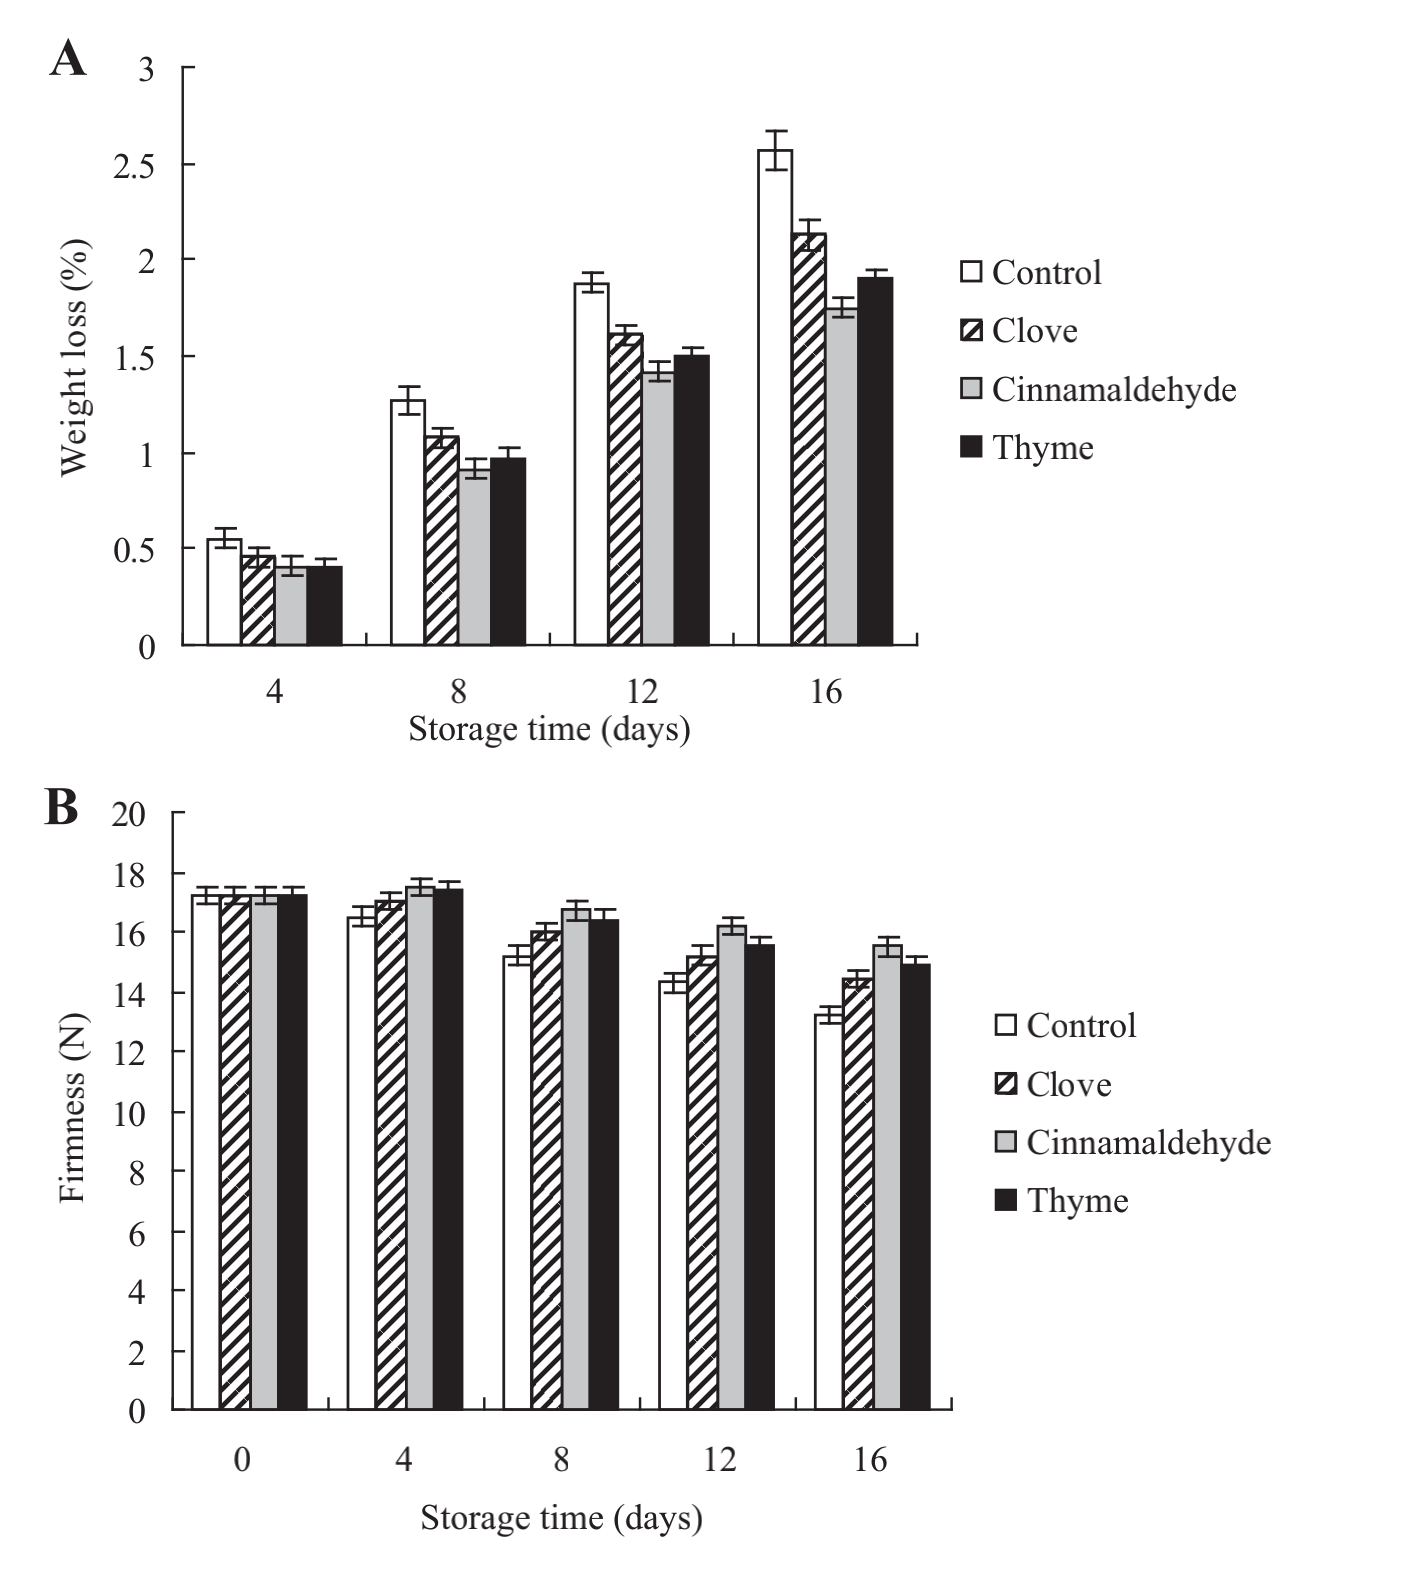 A
3
2.5
2
1.5
1
0.5
0
Weight loss (%)
4 8 12 16
Storage time (days)
Control
Clove
Cinnamaldehyde
Thyme
B
20
18
16
14
12
10
8
6
4
2
0
Firmness (N)
0 4 8 12 16
Storage time (days)
Control
Clove
Cinnamaldehyde
Thyme